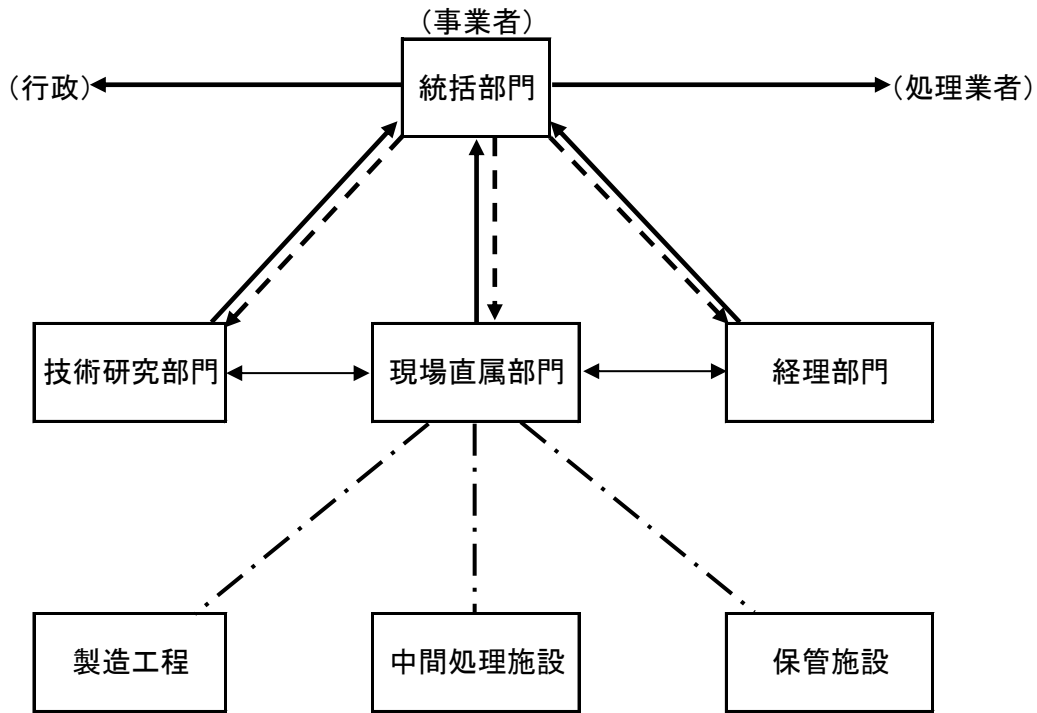 （事業者）
（行政）
統括部門
（処理業者）
技術研究部門
現場直属部門
経理部門
製造工程
中間処理施設
保管施設